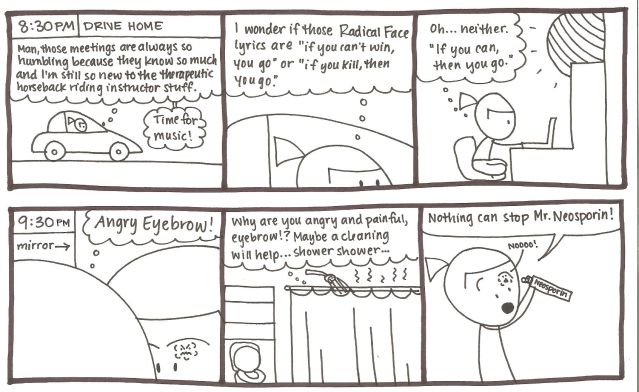 8:30PM DRIVE HOME
Man, those meetings are always so
humbling because they know so much
and I'm still so new to the therapeutic
horseback riding instructor stuff.
Time for
music!
I wonder if those Radical Face
lyrics are "if you can't win,
you go" or "if you kill, then
you go."
Oh... neither.
"If you can,
then you go."
9:30PM
mirror→
Angry Eyebrow!
Why are you angry and painful,
eyebrow!? Maybe a cleaning
will help... shower shower...
Nothing can stop Mr. Neosporin!
Noooo!
Neosporin